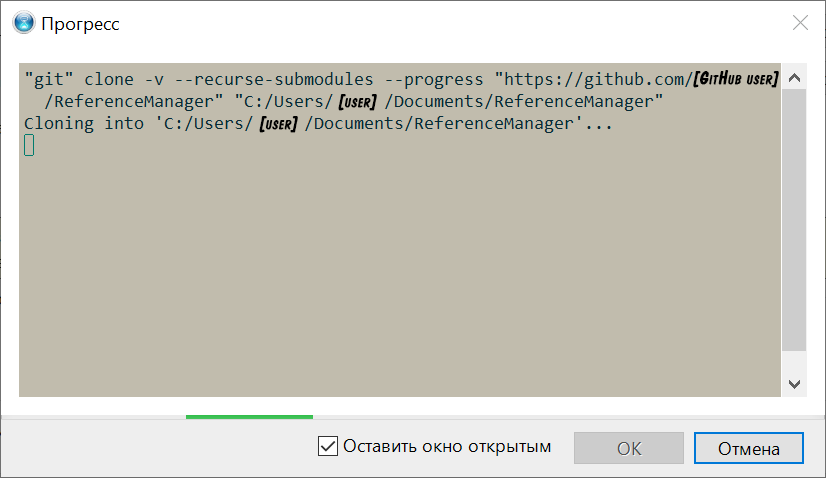 Прогресс
"git" clone -v --recurse-submodules --progress "https://github.com/[GitHub user]
/ReferenceManager" "C:/Users/ [user] /Documents/ReferenceManager"
Cloning into 'C:/Users/ [user] /Documents/ReferenceManager'...
Оставить окно открытым
OK
Отмена